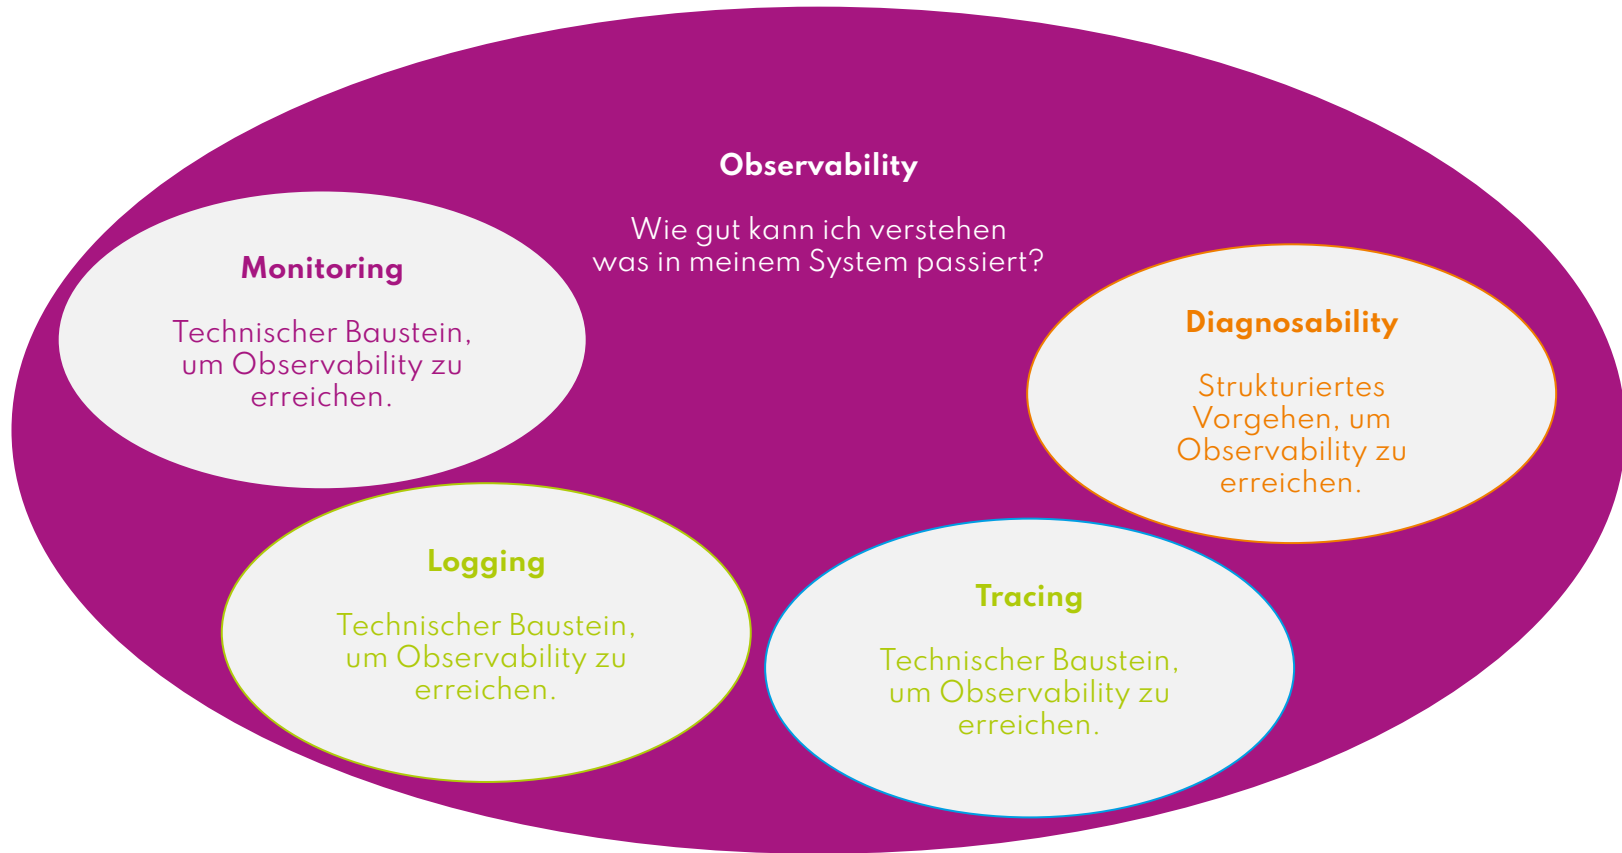 Observability
Wie gut kann ich verstehen
was in meinem System passiert?
Monitoring
Technischer Baustein,
um Observability zu
erreichen.
Diagnosability
Strukturiertes
Vorgehen, um
Observability zu
erreichen.
Logging
Technischer Baustein,
um Observability zu
erreichen.
Tracing
Technischer Baustein,
um Observability zu
erreichen.